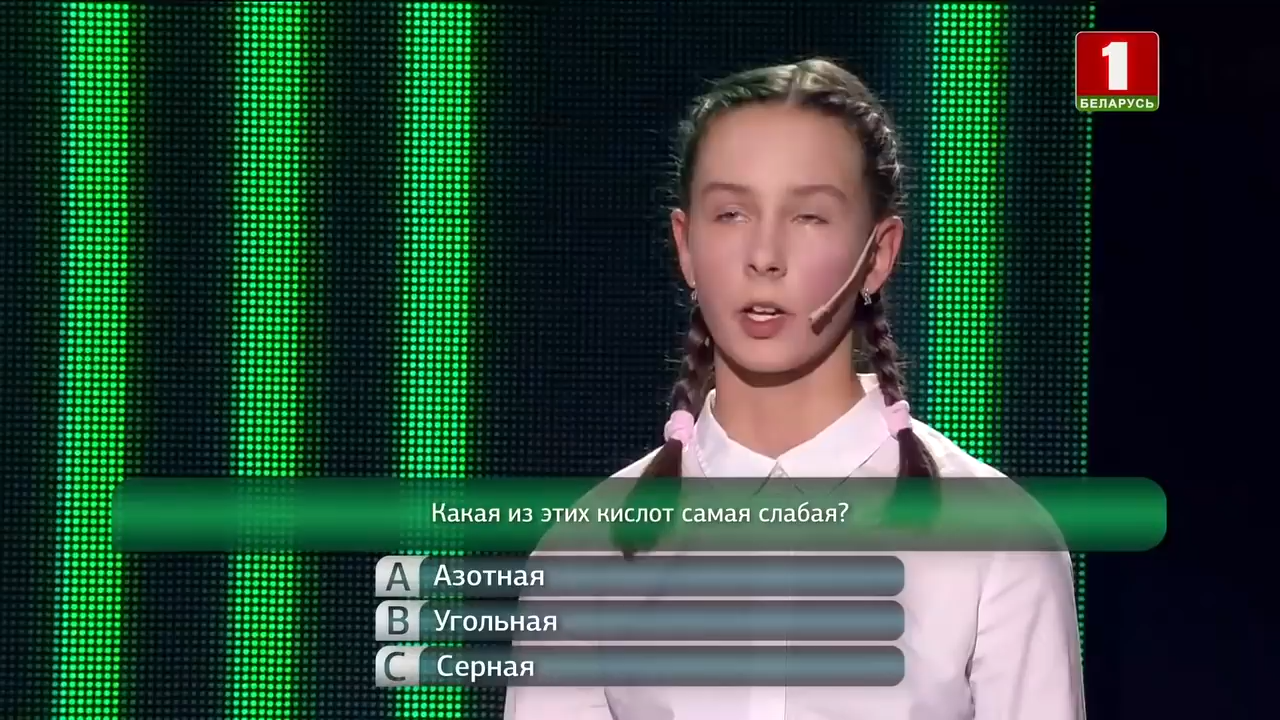 1
БЕЛАРУСЬ
Какая из этих кислот самая слабая?
A Азотная
B Угольная
C Серная